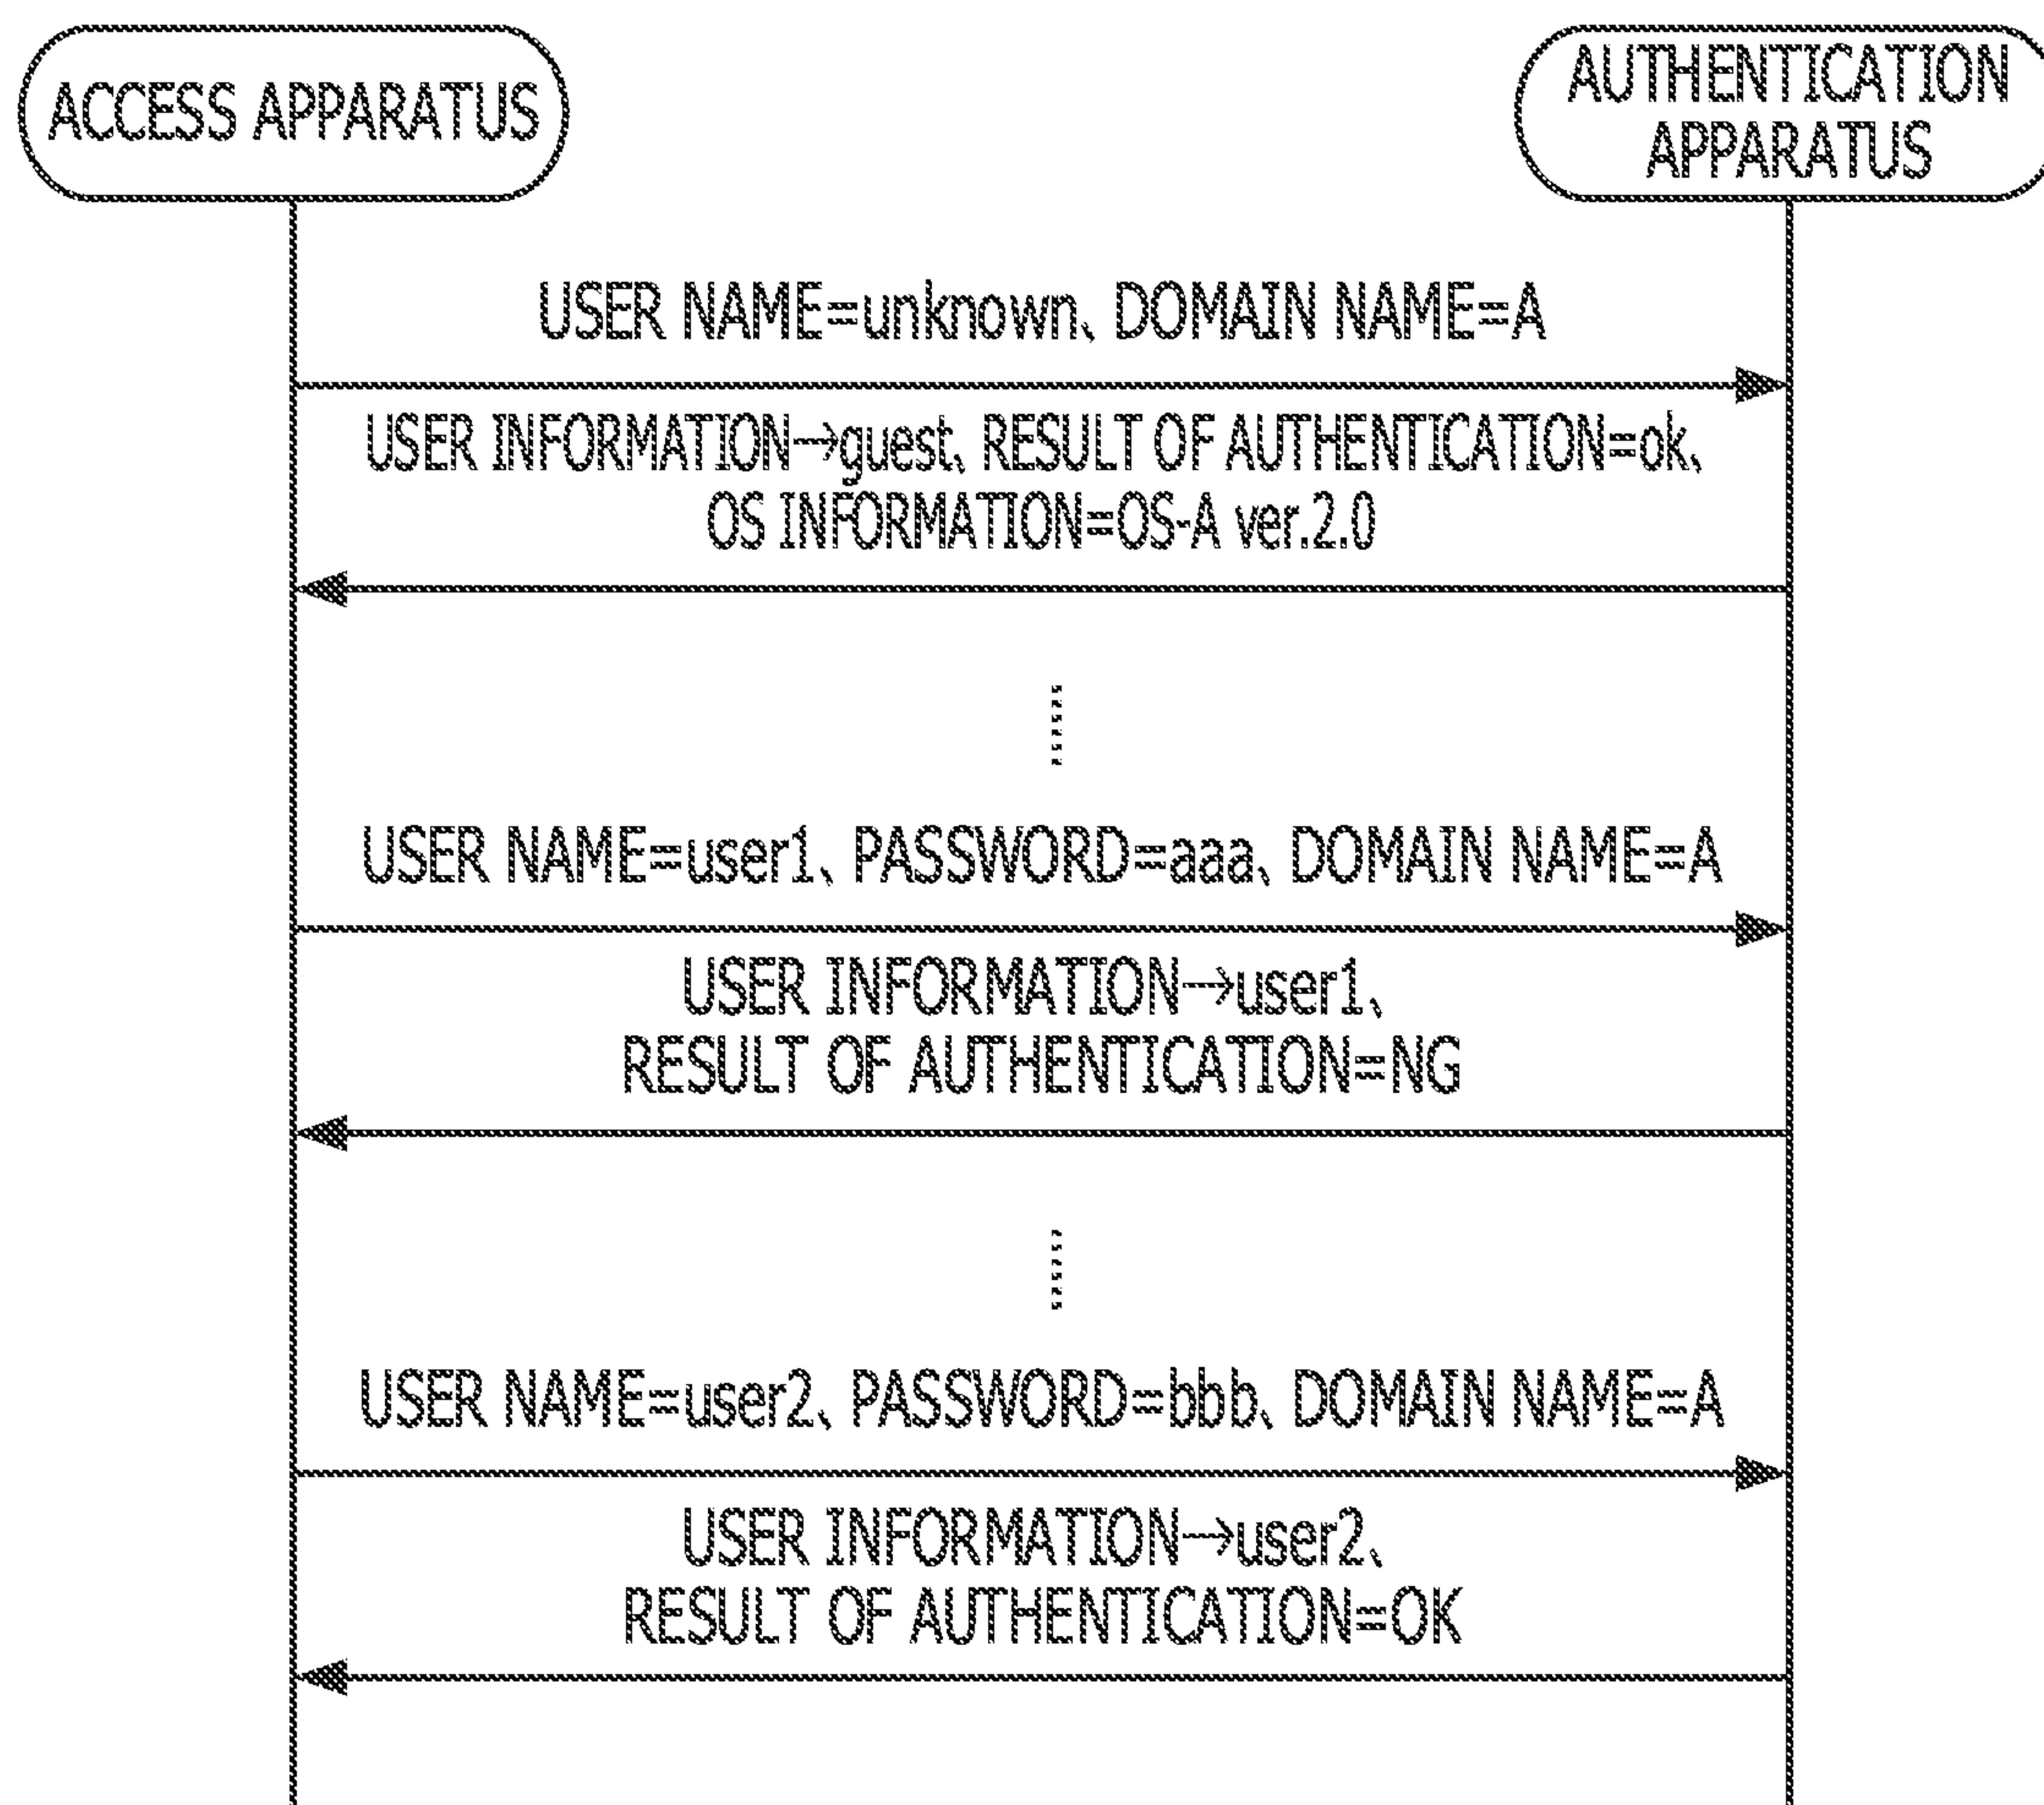 ACCESS APPARATUS
AUTHENTICATION
APPARATUS
USER NAME=unknown、DOMAIN NAME=A
USER INFORMATION→guest、RESULT OF AUTHENTICATION=ok、
OS INFORMATION=OS-A ver.2.0
USER NAME=user1、PASSWORD=aaa、DOMAIN NAME=A
USER INFORMATION→user1、
RESULT OF AUTHENTICATION=NG
USER NAME=user2、PASSWORD=bbb、DOMAIN NAME=A
USER INFORMATION→user2、
RESULT OF AUTHENTICATION=OK